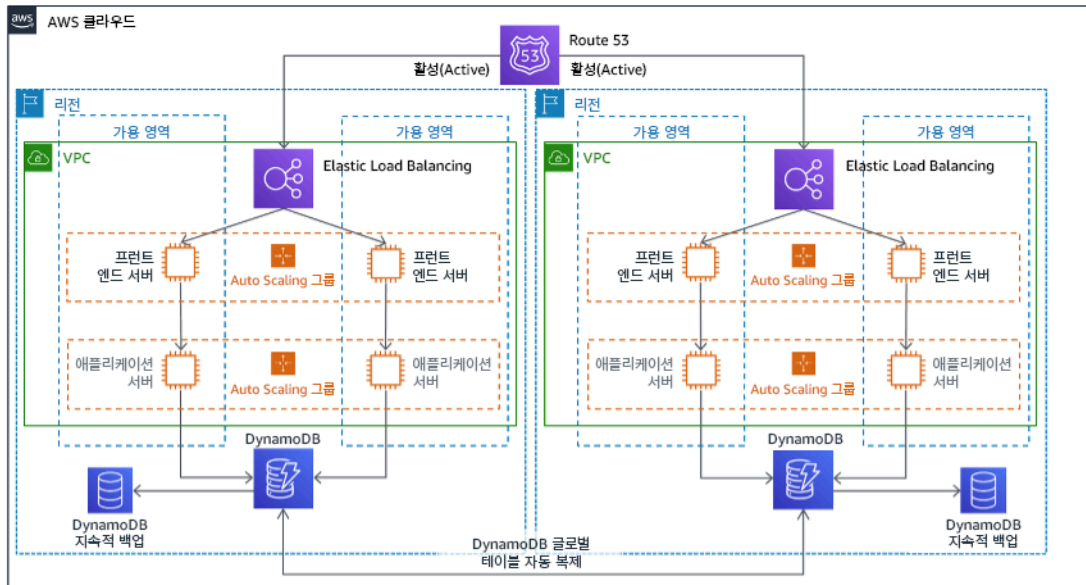 aws
AWS 클라우드
53
Route 53
활성(Active)
활성(Active)
리전
가용 영역
가용 영역
VPC
Elastic Load Balancing
프런트
엔드 서버
Auto Scaling 그룹
프런트
엔드 서버
애플리케이션
서버
Auto Scaling 그룹
애플리케이션
서버
DynamoDB
DynamoDB
지속적 백업
리전
가용 영역
가용 영역
VPC
Elastic Load Balancing
프런트
엔드 서버
Auto Scaling 그룹
프런트
엔드 서버
애플리케이션
서버
Auto Scaling 그룹
애플리케이션
서버
DynamoDB
DynamoDB
지속적 백업
DynamoDB 글로벌
테이블 자동 복제